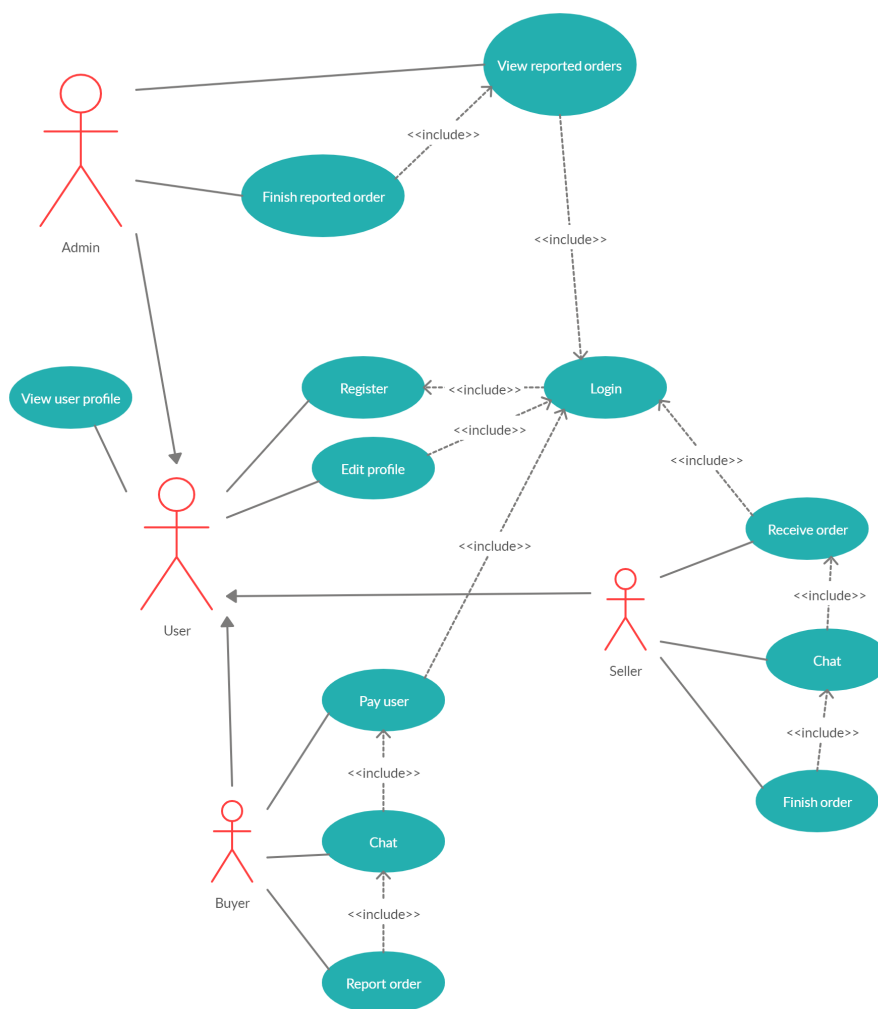 View reported orders
<<include>>
Finish reported order
<<include>>
Admin
View user profile
Register
<<include>>
Login
<<include>>
Edit profile
<<include>>
Receive order
<<include>>
<<include>>
User
Seller
Chat
Pay user
<<include>>
<<include>>
Finish order
Chat
Buyer
<<include>>
Report order